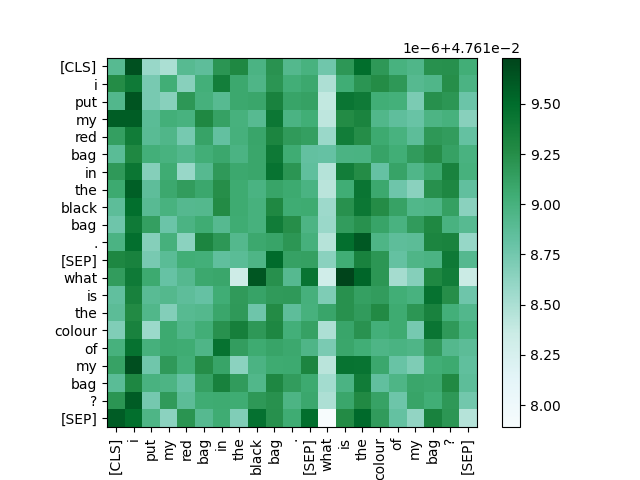 1e-6+4.761e-2
[CLS]
i
put
my
red
bag
in
the
black
bag
.
[SEP]
what
is
the
colour
of
my
bag
?
[SEP]
9.50
9.25
9.00
8.75
8.50
8.25
8.00
[CLS]
i
put
my
red
bag
in
the
black
bag
.
[SEP]
what
is
the
colour
of
my
bag
?
[SEP]